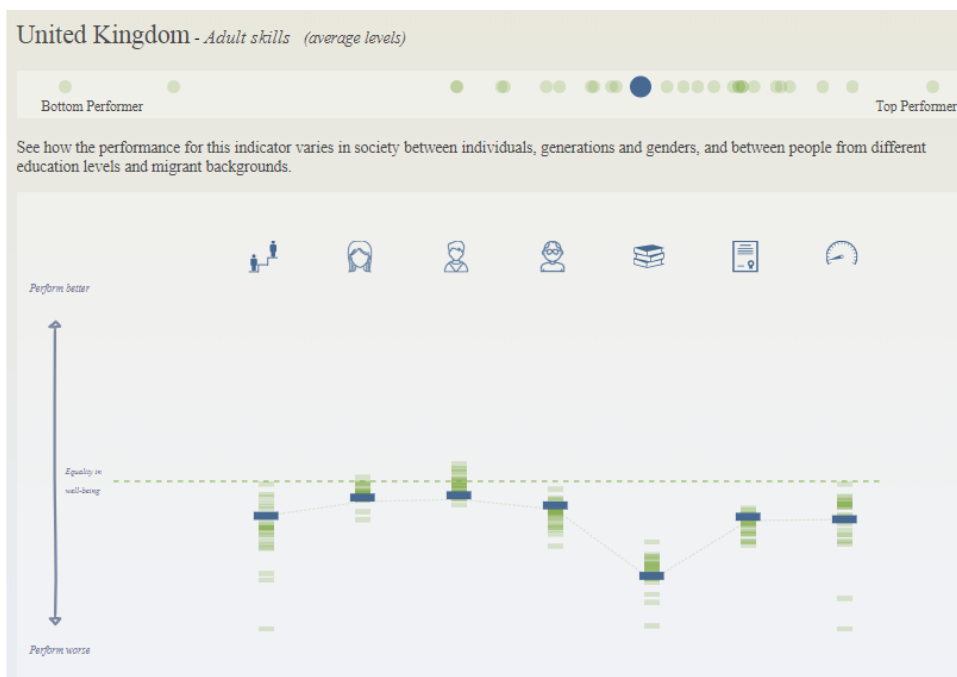 United Kingdom - Adult skills (average levels)
Bottom Performer
Top Performer
See how the performance for this indicator varies in society between individuals, generations and genders, and between people from different
education levels and migrant backgrounds.
Perform better
Equality in
well-being
Perform worse